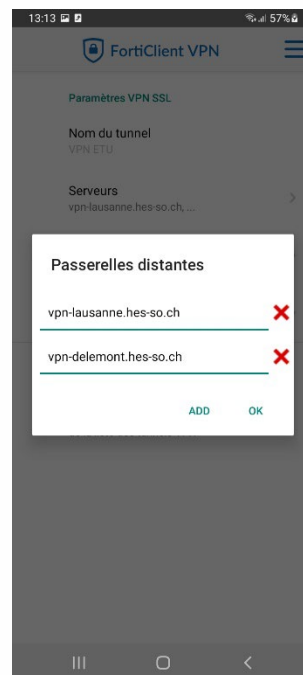 13:13
57%
FortiClient VPN
Paramètres VPN SSL
Nom du tunnel
VPN ETU
Serveurs
vpn-lausanne.hes-so.ch, ...
Passerelles distantes
vpn-lausanne.hes-so.ch
vpn-delemont.hes-so.ch
ADD OK